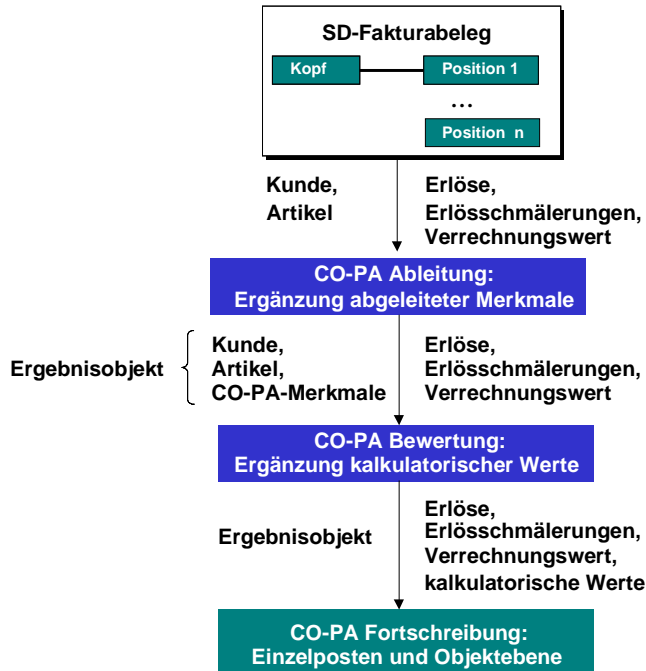 SD-Fakturabeleg
Kopf
Position 1
...
Position n
Kunde,
Artikel
Erlöse,
Erlösschmälerungen,
Verrechnungswert
CO-PA Ableitung:
Ergänzung abgeleiteter Merkmale
Ergebnisobjekt
Kunde,
Artikel,
CO-PA-Merkmale
Erlöse,
Erlösschmälerungen,
Verrechnungswert
CO-PA Bewertung:
Ergänzung kalkulatorischer Werte
Ergebnisobjekt
Erlöse,
Erlösschmälerungen,
Verrechnungswert,
kalkulatorische Werte
CO-PA Fortschreibung:
Einzelposten und Objektebene